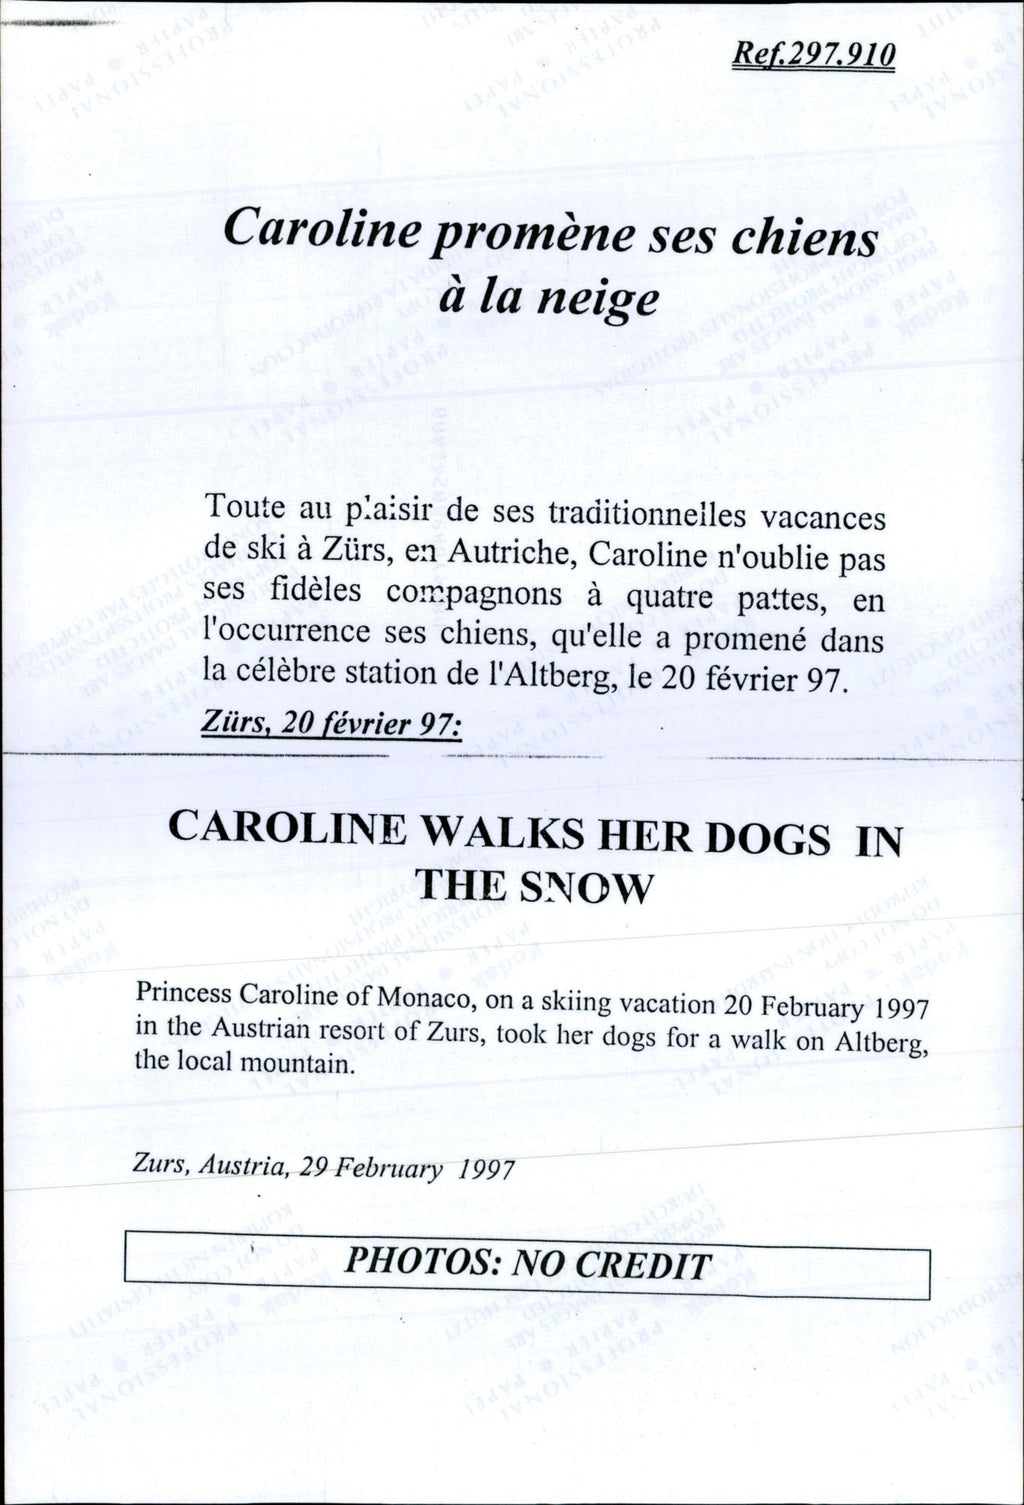 Ref.297.910
Caroline promène ses chiens
à la neige
Toute au plaisir de ses traditionnelles vacances
de ski à Zürs, en Autriche, Caroline n'oublie pas
ses fidèles compagnons à quatre pattes, en
l'occurrence ses chiens, qu'elle a promené dans
la célèbre station de l'Altberg, le 20 février 97.
Zürs, 20 février 97:
CAROLINE WALKS HER DOGS IN
THE SNOW
Princess Caroline of Monaco, on a skiing vacation 20 February 1997
in the Austrian resort of Zurs, took her dogs for a walk on Altberg,
the local mountain.
Zurs, Austria, 29 February 1997
PHOTOS: NO CREDIT